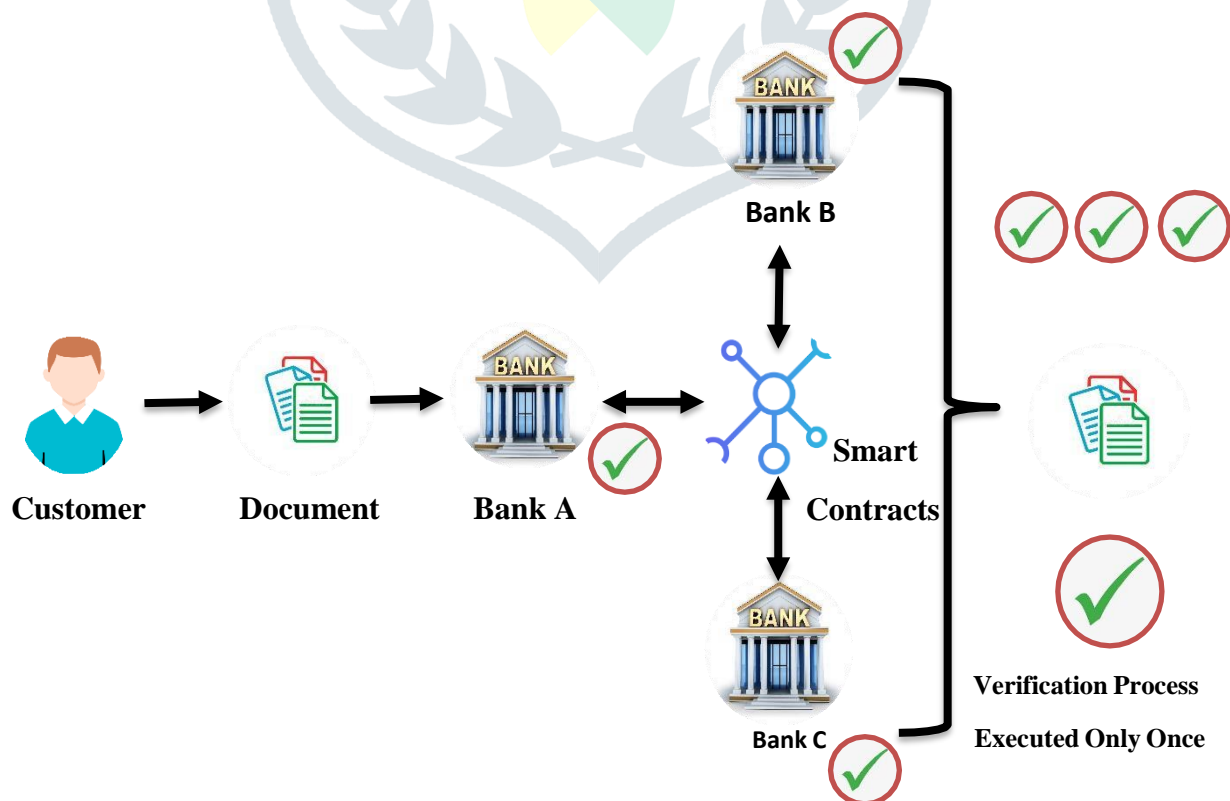 BANK
Bank B
BANK
Customer
Document
Bank A
Smart
Contracts
BANK
Bank C
Verification Process
Executed Only Once